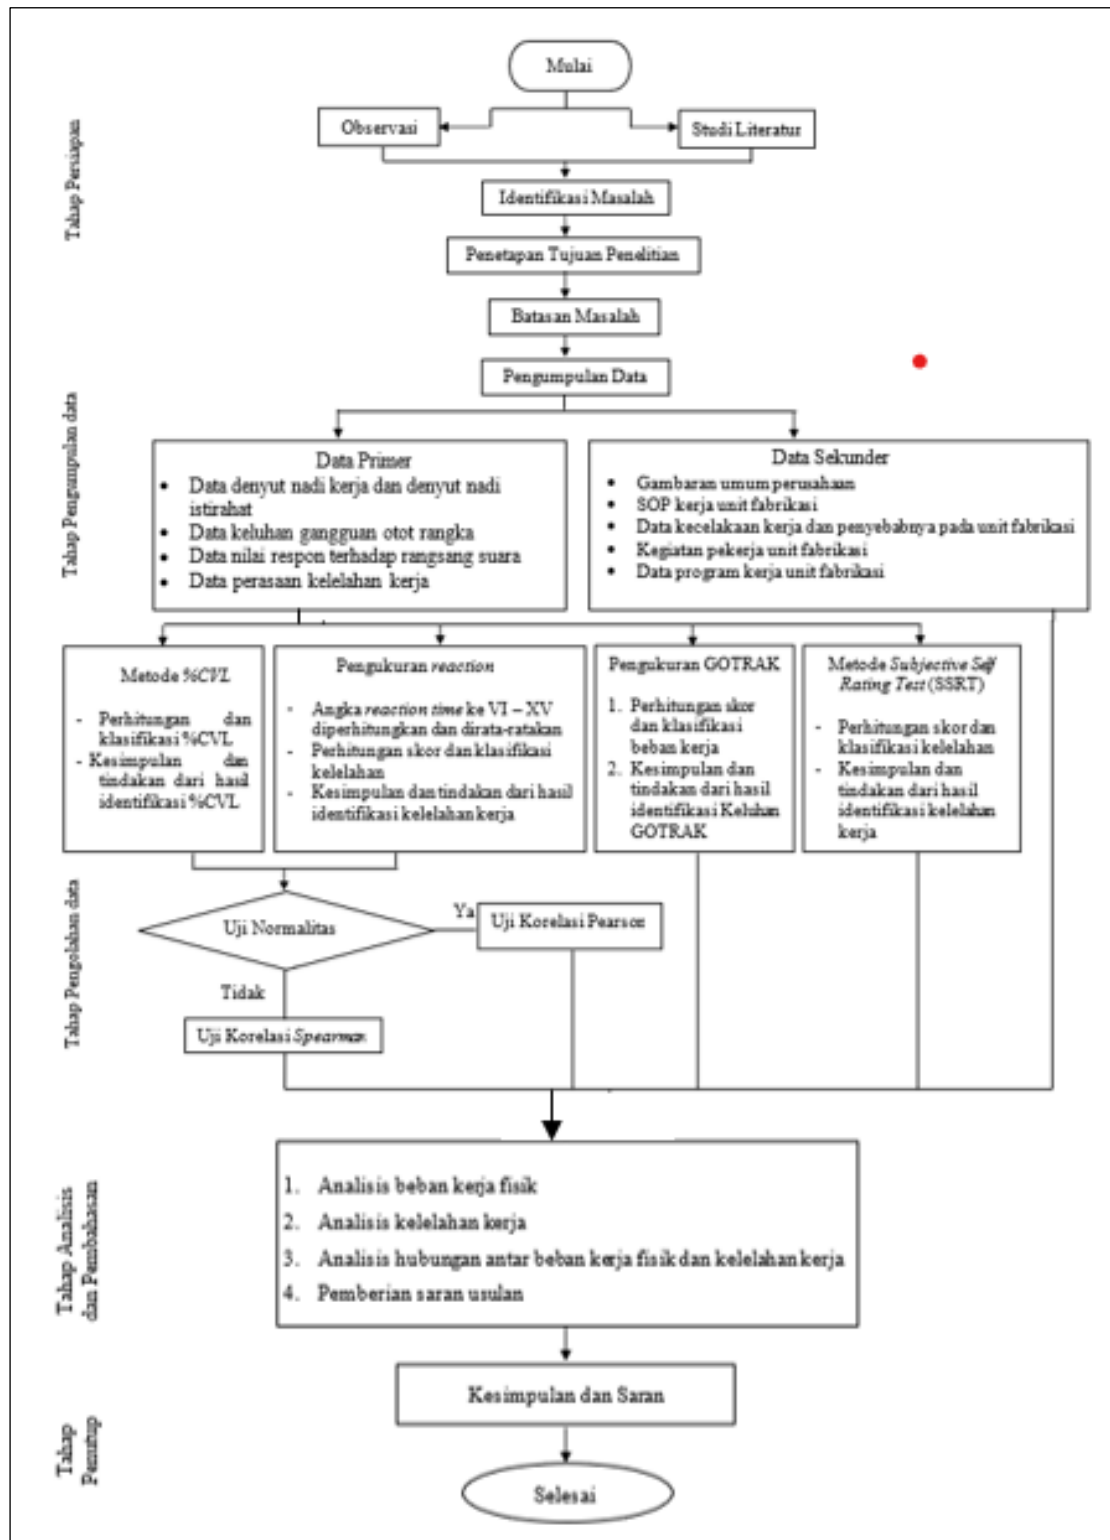 Mulai
Observasi
Studi Literatur
Tahap Persiapan
Identifikasi Masalah
Penetapan Tujuan Penelitian
Batasan Masalah
Pengumpulan Data
Tahap Pengumpulan data
Data Primer
• Data denyut nadi kerja dan denyut nadi
istirahat
• Data keluhan gangguan otot rangka
• Data nilai respon terhadap rangsang suara
• Data perasaan kelelahan kerja
Data Sekunder
• Gambaran umum perusahaan
• SOP kerja unit fabrikasi
• Data kecelakaan kerja dan penyebabnya pada unit fabrikasi
• Kegiatan pekerja unit fabrikasi
• Data program kerja unit fabrikasi
Metode %CVL
- Perhitungan dan
klasifikasi %CVL
- Kesimpulan dan
tindakan dari hasil
identifikasi %CVL
Pengukuran reaction
- Angka reaction time ke VI – XV
diperhitungkan dan dirata-ratakan
- Perhitungan skor dan klasifikasi
kelelahan
- Kesimpulan dan tindakan dari hasil
identifikasi kelelahan kerja
Pengukuran GOTRAK
1. Perhitungan skor
dan klasifikasi
beban kerja
2. Kesimpulan dan
tindakan dari hasil
identifikasi Keluhan
GOTRAK
Metode Subjective Self
Rating Test (SSRT)
- Perhitungan skor dan
klasifikasi kelelahan
- Kesimpulan dan
tindakan dari hasil
identifikasi kelelahan
kerja
Tahap Pengolahan data
Uji Normalitas
Ya
Uji Korelasi Pearson
Tidak
Uji Korelasi Spearman
Tahap Analisis
dan Pembahasan
1. Analisis beban kerja fisik
2. Analisis kelelahan kerja
3. Analisis hubungan antar beban kerja fisik dan kelelahan kerja
4. Pemberian saran usulan
Kesimpulan dan Saran
Tahap
Penutup
Selesai